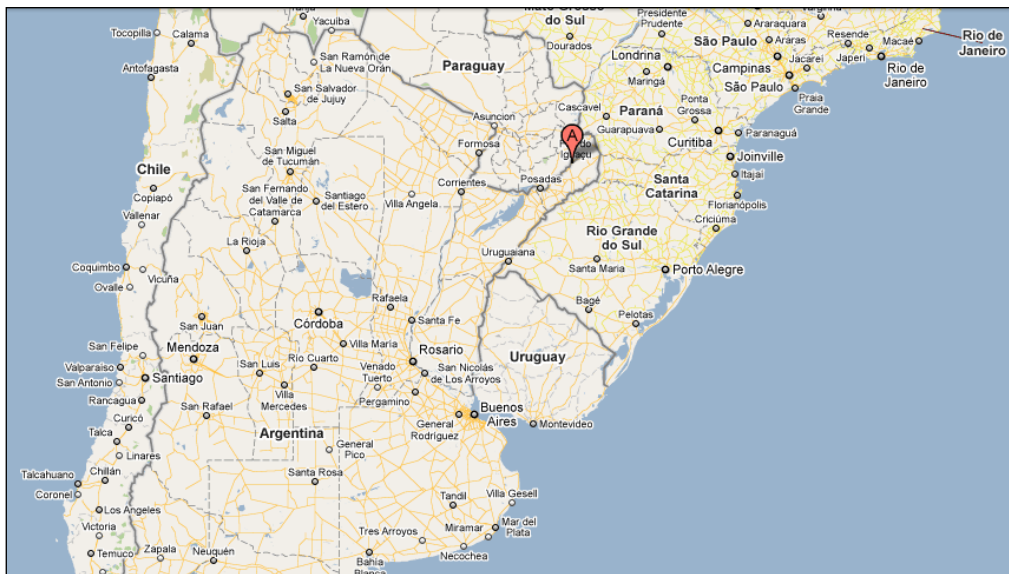 Mato Grosso
do Sul
Presidente
Prudente
Araraquara
Araras
São Paulo
Resende
Macaé
Rio de
Janeiro
Tocopilla
Calama
Yacuiba
Dourados
Londrina
Campinas
Jacareí
Japeri
Rio de
Janeiro
San Ramón de
La Nueva Orán
Paraguay
Maringá
São Paulo
Antofagasta
San Salvador
de Jujuy
Cascavel
Paraná
Ponta
Grossa
Praia
Grande
Salta
Asuncion
A
Guarapuava
Curitiba
Paranaguá
Formosa
Iguaçu
Joinville
San Miguel
de Tucumán
Chile
Posadas
Santa
Catarina
Itajaí
Copiapó
San Fernando
del Valle de
Catamarca
Santiago
del Estero
Villa Angela
Corrientes
Florianópolis
Vallenar
Criciúma
La Rioja
Rio Grande
do Sul
Uruguaiana
Coquimbo
Vicuña
Santa Maria
Porto Alegre
Ovalle
Rafaela
Bagé
San Juan
Córdoba
Santa Fe
Pelotas
San Felipe
Mendoza
Villa Maria
Rosario
Uruguay
Valparaiso
San Luis
Río Cuarto
Venado
Tuerto
San Nicolás
de Los Arroyos
San Antonio
Santiago
Rancagua
Villa
Mercedes
Pergamino
San Rafael
Buenos
Aires
Curicó
General
Rodríguez
Montevideo
Talca
Argentina
Linares
General
Pico
Talcahuano
Chillán
Santa Rosa
Coronel
Tandil
Villa Gesell
Los Angeles
Victoria
Tres Arroyos
Miramar
Mar del
Plata
Temuco
Zapala
Neuquén
Bahía
Blanca
Necochea